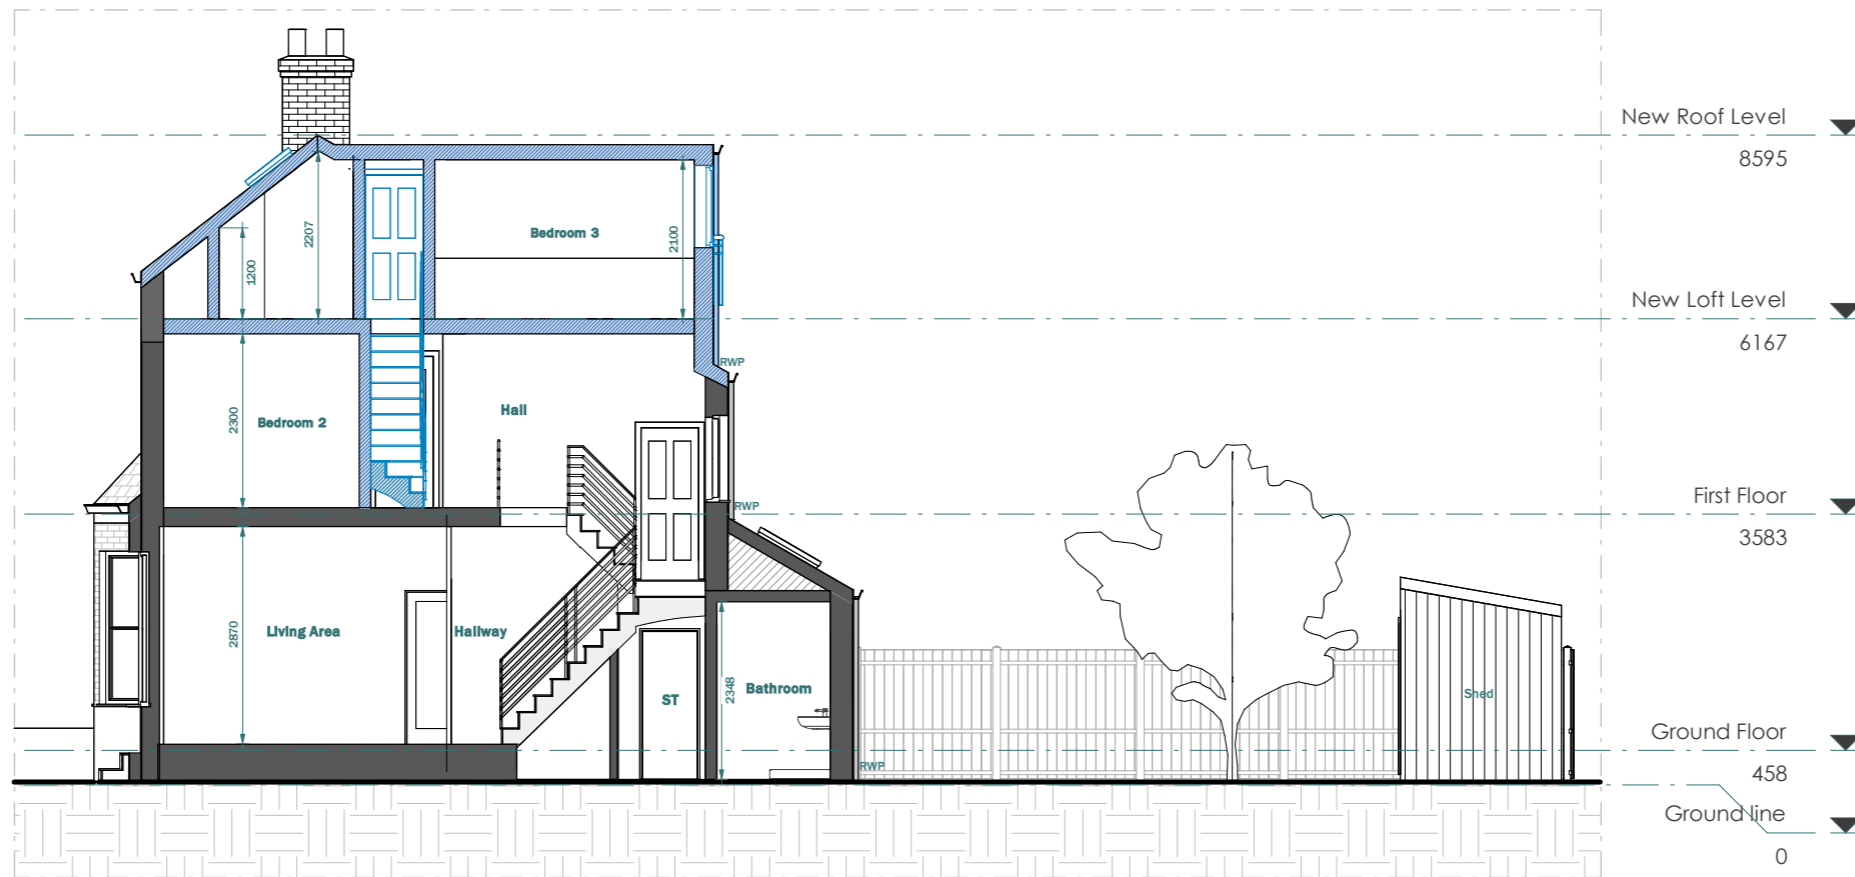 New Roof Level
8595
2207
Bedroom 3
2100
1200
New Loft Level
6167
RWP
2300
Bedroom 2
Hall
First Floor
3583
RWP
2870
Living Area
Hallway
ST
2348
Bathroom
Shed
Ground Floor
458
RWP
Ground line
0